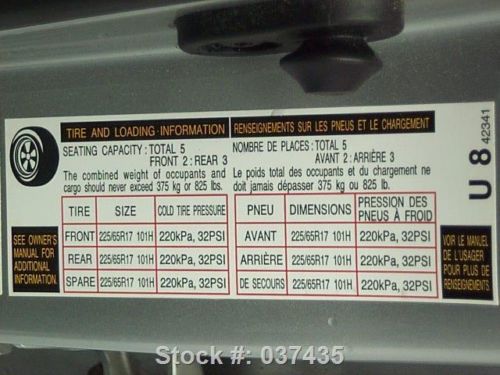 TIRE AND LOADING INFORMATION
SEATING CAPACITY : TOTAL 5
FRONT 2 : REAR 3
The combined weight of occupants and
cargo should never exceed 375 kg or 825 lbs.
RENSEIGNEMENTS SUR LES PNEUS ET LE CHARGEMENT
NOMBRE DE PLACES : TOTAL 5
AVANT 2 : ARRIÈRE 3
Le poids total des occupants et du chargement ne
doit jamais dépasser 375 kg ou 825 lb.
SEE OWNER'S
MANUAL FOR
ADDITIONAL
INFORMATION.
TIRE SIZE COLD TIRE PRESSURE
FRONT 225/65R17 101H 220kPa, 32PSI
REAR 225/65R17 101H 220kPa, 32PSI
SPARE 225/65R17 101H 220kPa, 32PSI
PNEU DIMENSIONS PRESSION DES PNEUS À FROID
AVANT 225/65R17 101H 220kPa, 32PSI
ARRIÈRE 225/65R17 101H 220kPa, 32PSI
DE SECOURS 225/65R17 101H 220kPa, 32PSI
VOIR LE MANUEL
DE L'USAGER
POUR PLUS DE
RENSEIGNEMENTS
U 8 42341
Stock #: 037435